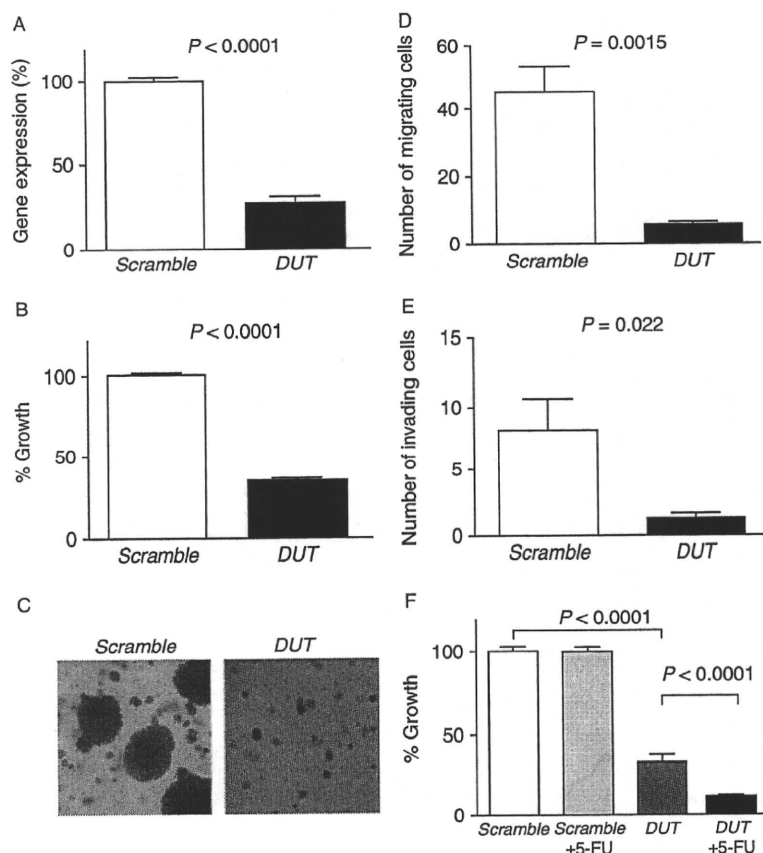 A
P < 0.0001
Gene expression (%)
100
50
0
Scramble
DUT
B
P < 0.0001
% Growth
100
50
0
Scramble
DUT
C
Scramble
DUT
D
P = 0.0015
Number of migrating cells
60
40
20
0
Scramble
DUT
E
P = 0.022
Number of invading cells
15
10
5
0
Scramble
DUT
F
P < 0.0001
P < 0.0001
% Growth
100
50
0
Scramble
Scramble
+5-FU
DUT
DUT
+5-FU